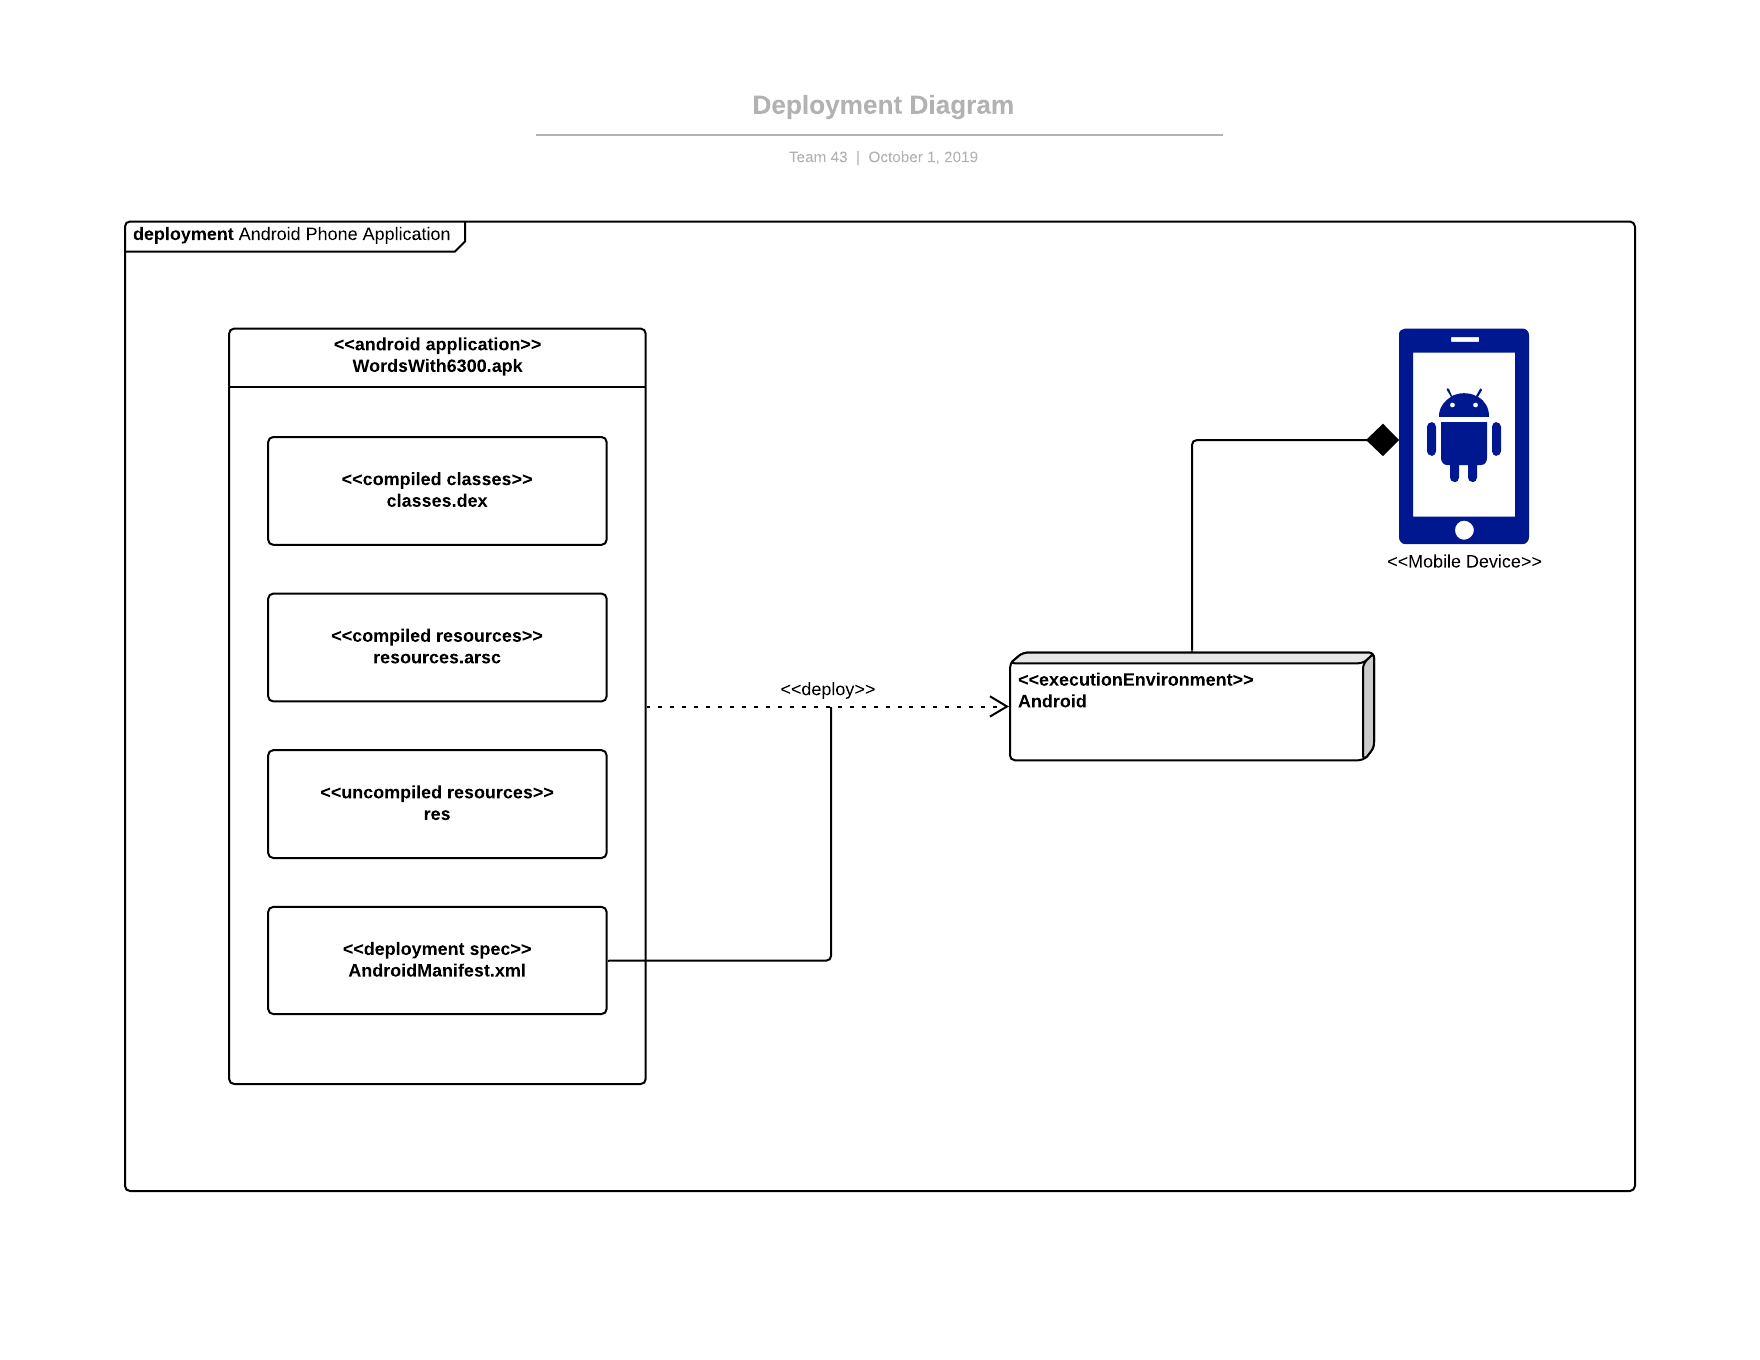 Deployment Diagram
Team 43 | October 1, 2019
deployment Android Phone Application
<<android application>>
WordsWith6300.apk
<<compiled classes>>
classes.dex
<<compiled resources>>
resources.arsc
<<uncompiled resources>>
res
<<deployment spec>>
AndroidManifest.xml
<<deploy>>
<<executionEnvironment>>
Android
<<Mobile Device>>